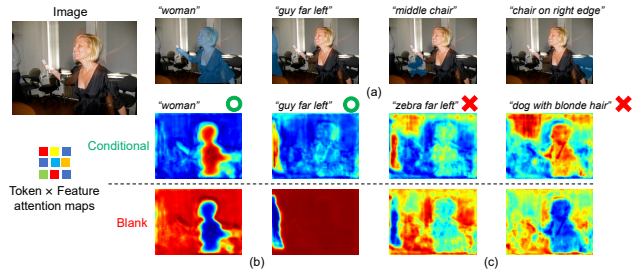 Image
“woman”
“guy far left”
“middle chair”
“chair on right edge”
(a)
“woman”
“guy far left”
“zebra far left”
“dog with blonde hair”
Conditional
Token × Feature
attention maps
Blank
(b)
(c)